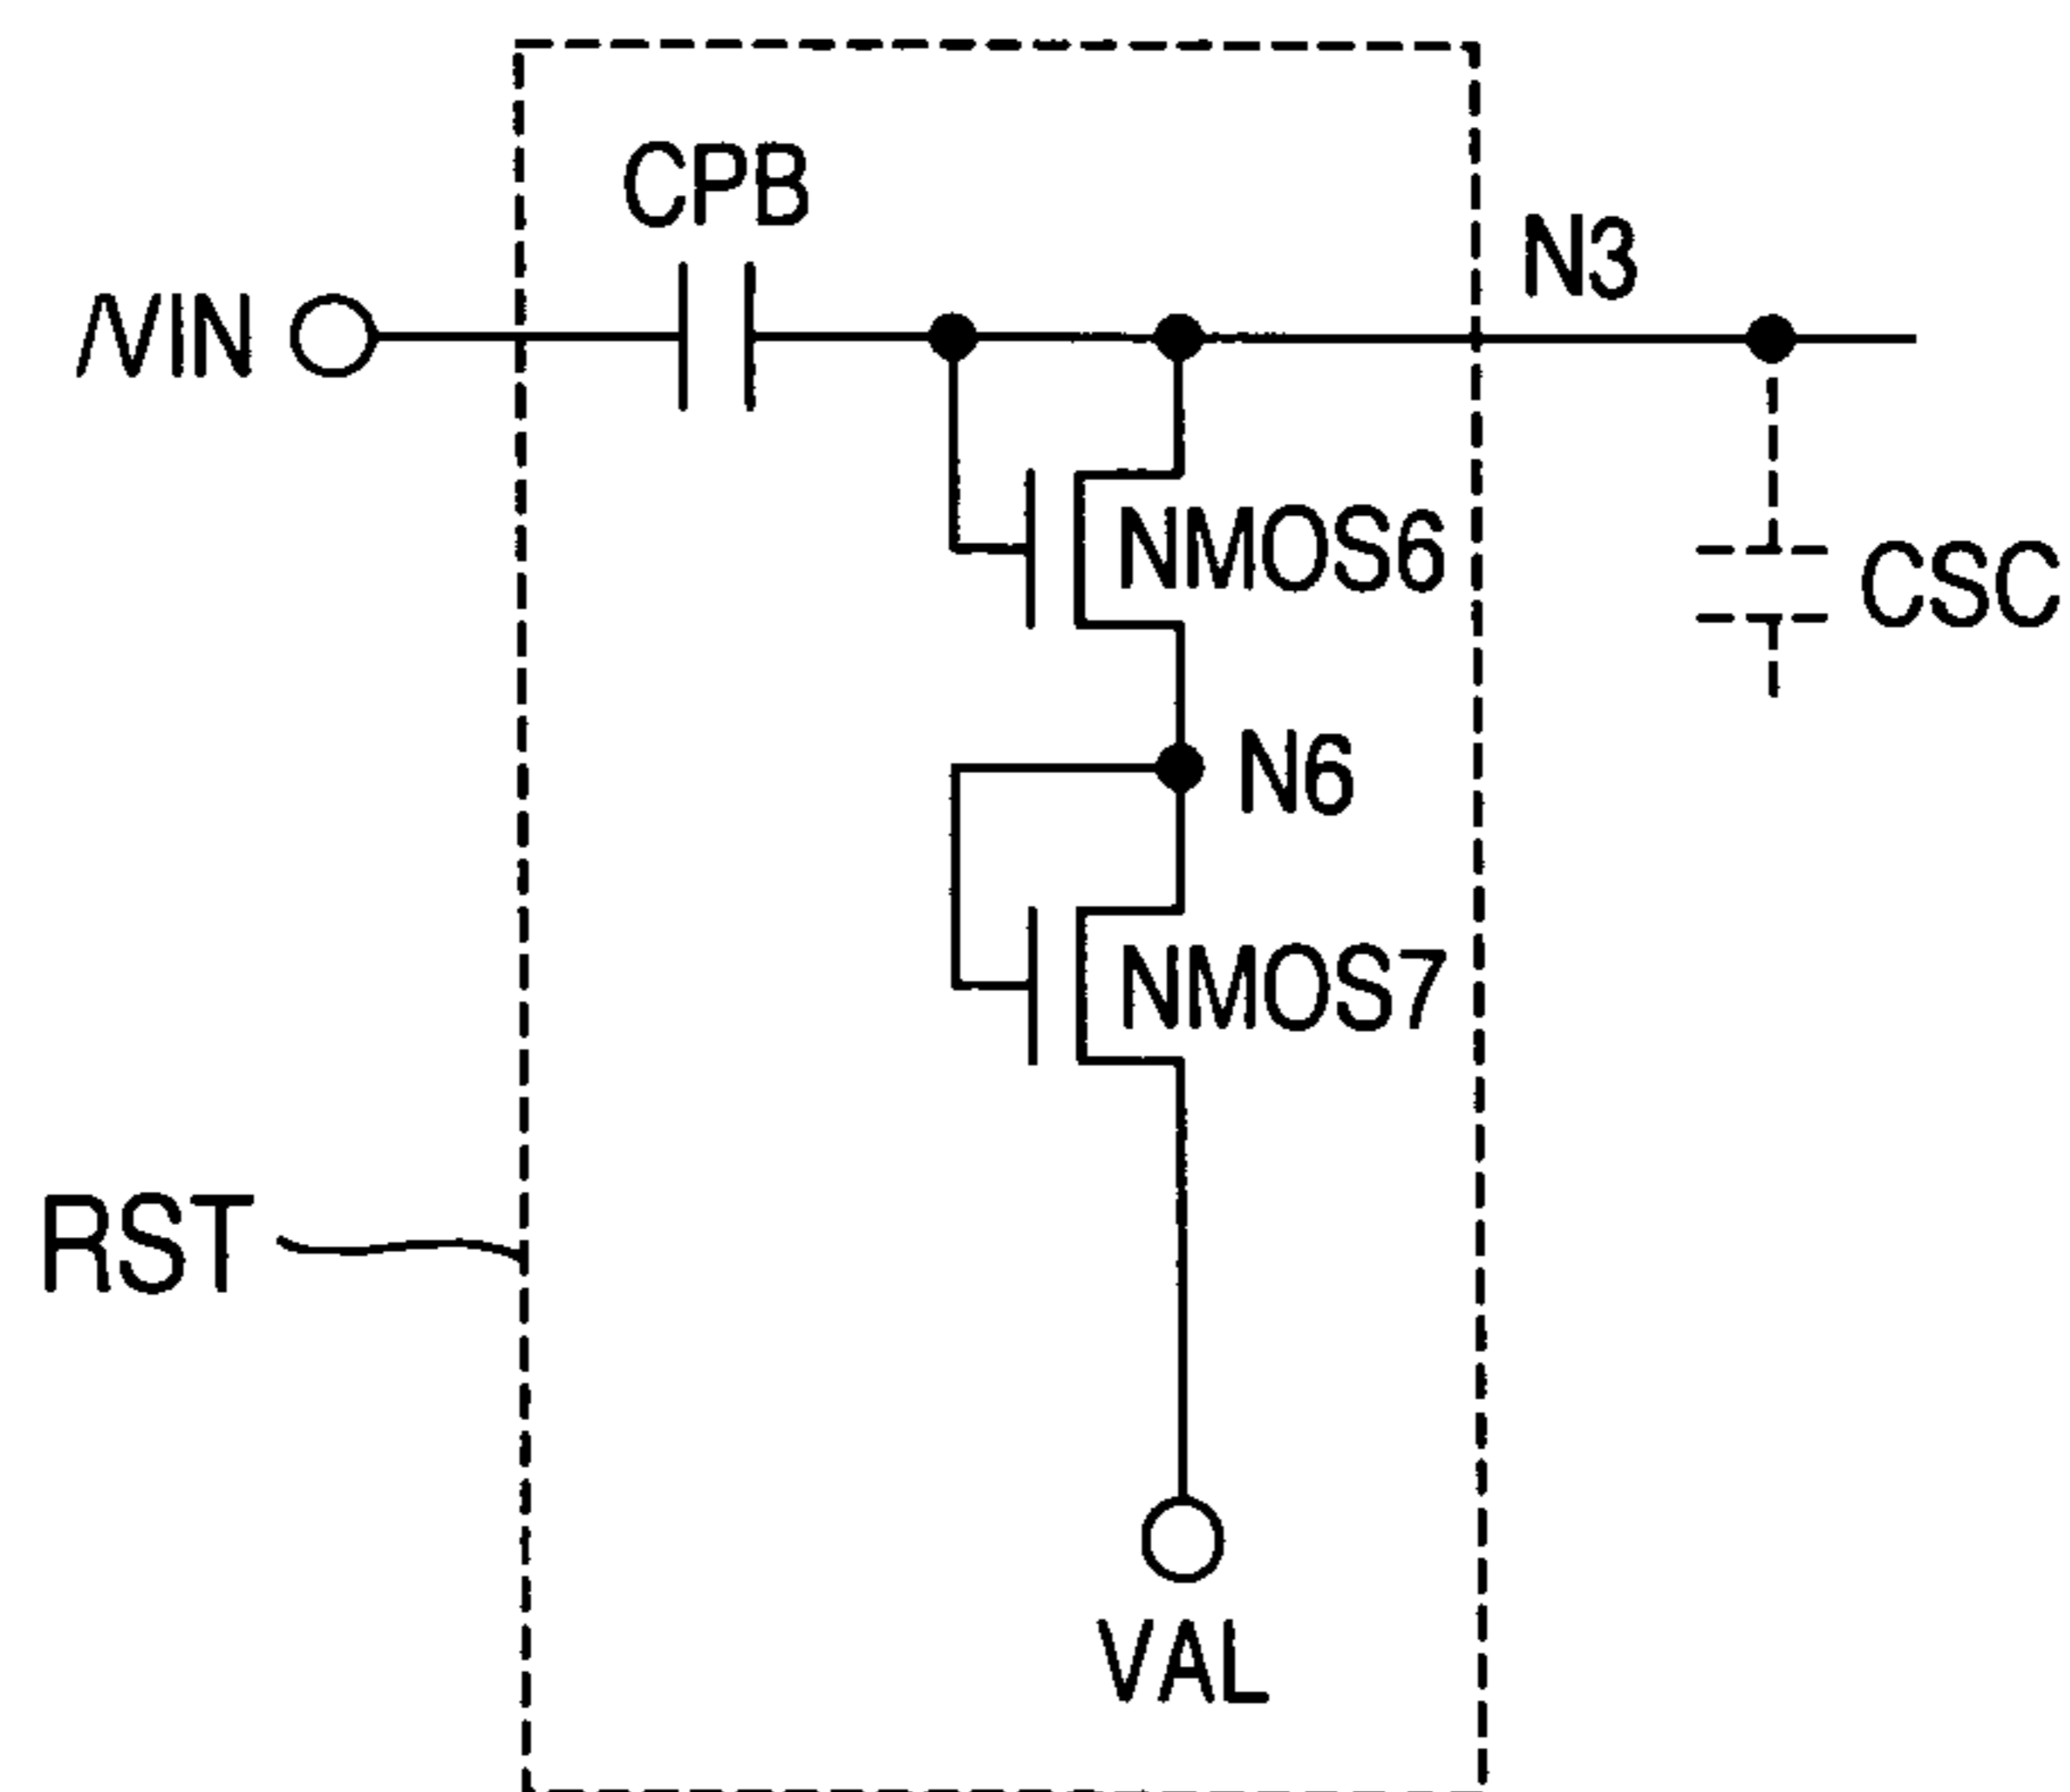 CPB
/VIN
N3
NMOS6
CSC
N6
NMOS7
RST
VAL